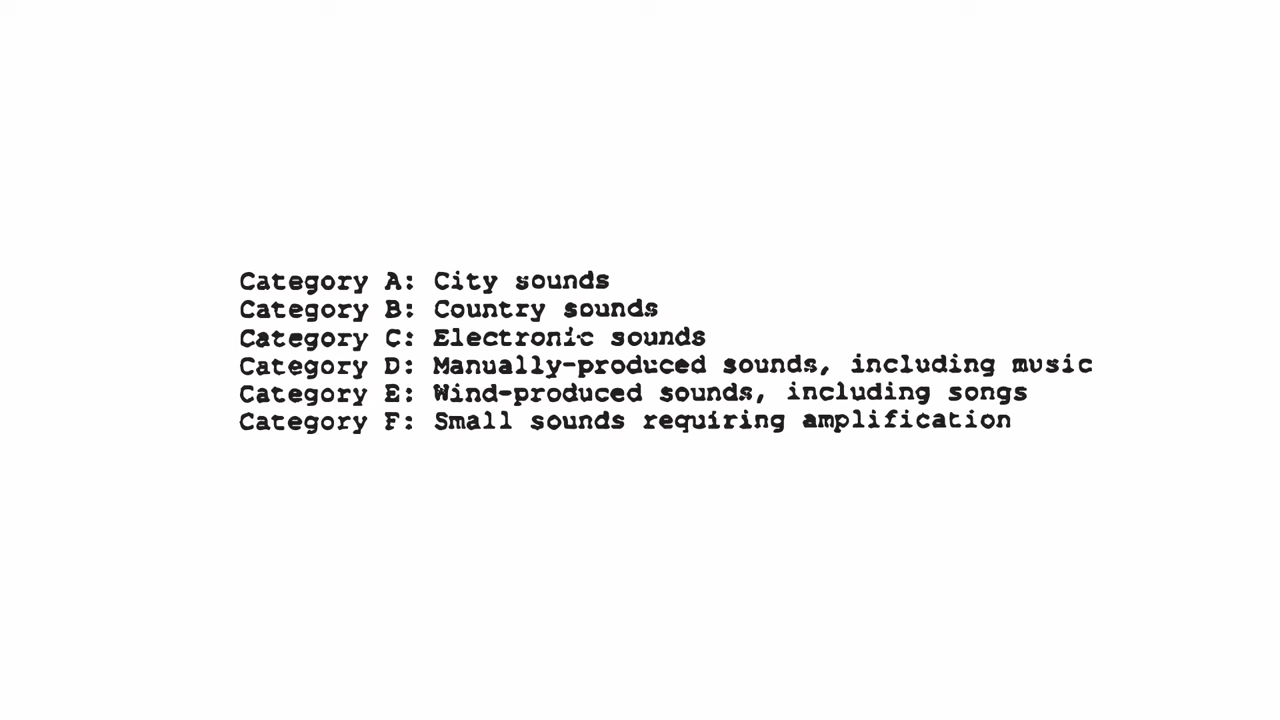 Category A: City sounds
Category B: Country sounds
Category C: Electronic sounds
Category D: Manually-produced sounds, including music
Category E: Wind-produced sounds, including songs
Category F: Small sounds requiring amplification